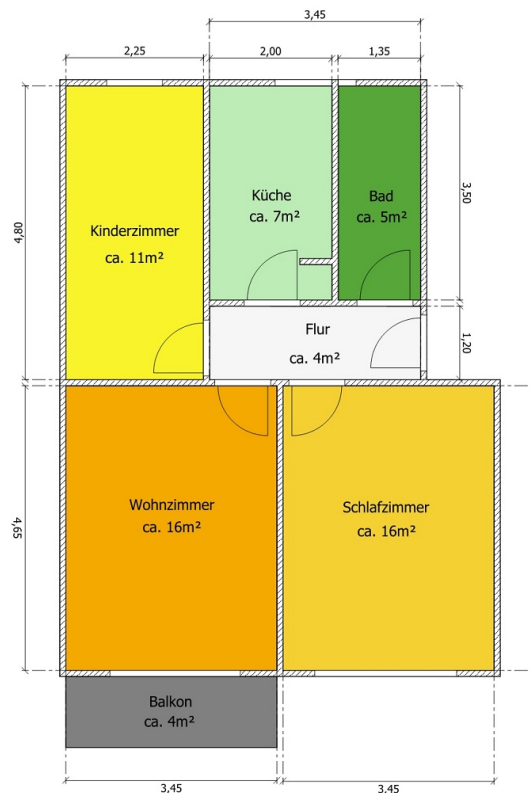 3,45
2,25
2,00
1,35
4,80
3,50
Kinderzimmer
ca. 11m²
Küche
ca. 7m²
Bad
ca. 5m²
Flur
ca. 4m²
1,20
4,65
Wohnzimmer
ca. 16m²
Schlafzimmer
ca. 16m²
Balkon
ca. 4m²
3,45
3,45